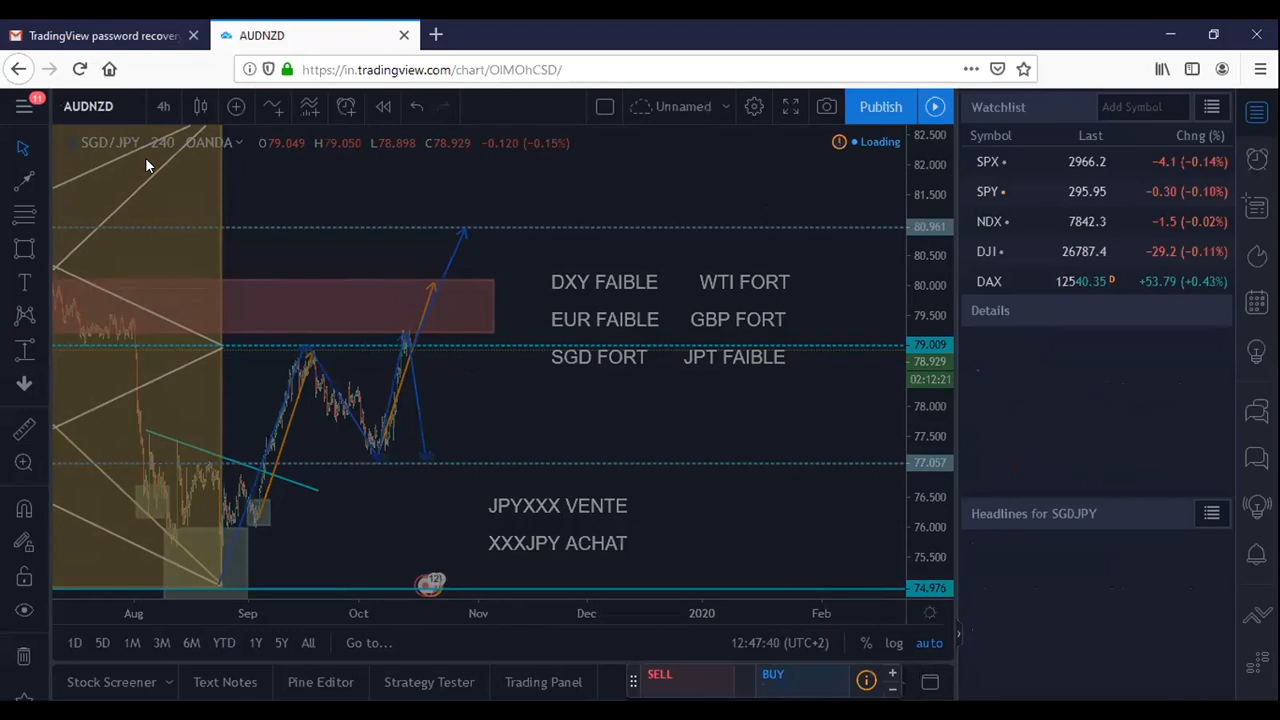 TradingView password recovery
AUDNZD
https://in.tradingview.com/chart/OIMOhCSD/
11
AUDNZD
4h
Unnamed
Publish
SGD/JPY 240 OANDA
O79.049 H79.050 L78.898 C78.929 -0.120 (-0.15%)
Loading
82.500
82.000
81.500
80.961
80.500
80.000
79.500
79.009
78.929
02:12:21
78.000
77.500
77.057
76.500
76.000
75.500
74.976
DXY FAIBLE WTI FORT
EUR FAIBLE GBP FORT
SGD FORT JPT FAIBLE
JPYXXX VENTE
XXXJPY ACHAT
12
Aug Sep Oct Nov Dec 2020 Feb
1D 5D 1M 3M 6M YTD 1Y 5Y All Go to...
12:47:40 (UTC+2) % log auto
Stock Screener Text Notes Pine Editor Strategy Tester Trading Panel
SELL BUY
Watchlist Add Symbol
Symbol Last Chng (%)
SPX 2966.2 −4.1 (−0.14%)
SPY 295.95 −0.30 (−0.10%)
NDX 7842.3 −1.5 (−0.02%)
DJI 26787.4 −29.2 (−0.11%)
DAX 12540.35 D +53.79 (+0.43%)
Details
Headlines for SGDJPY